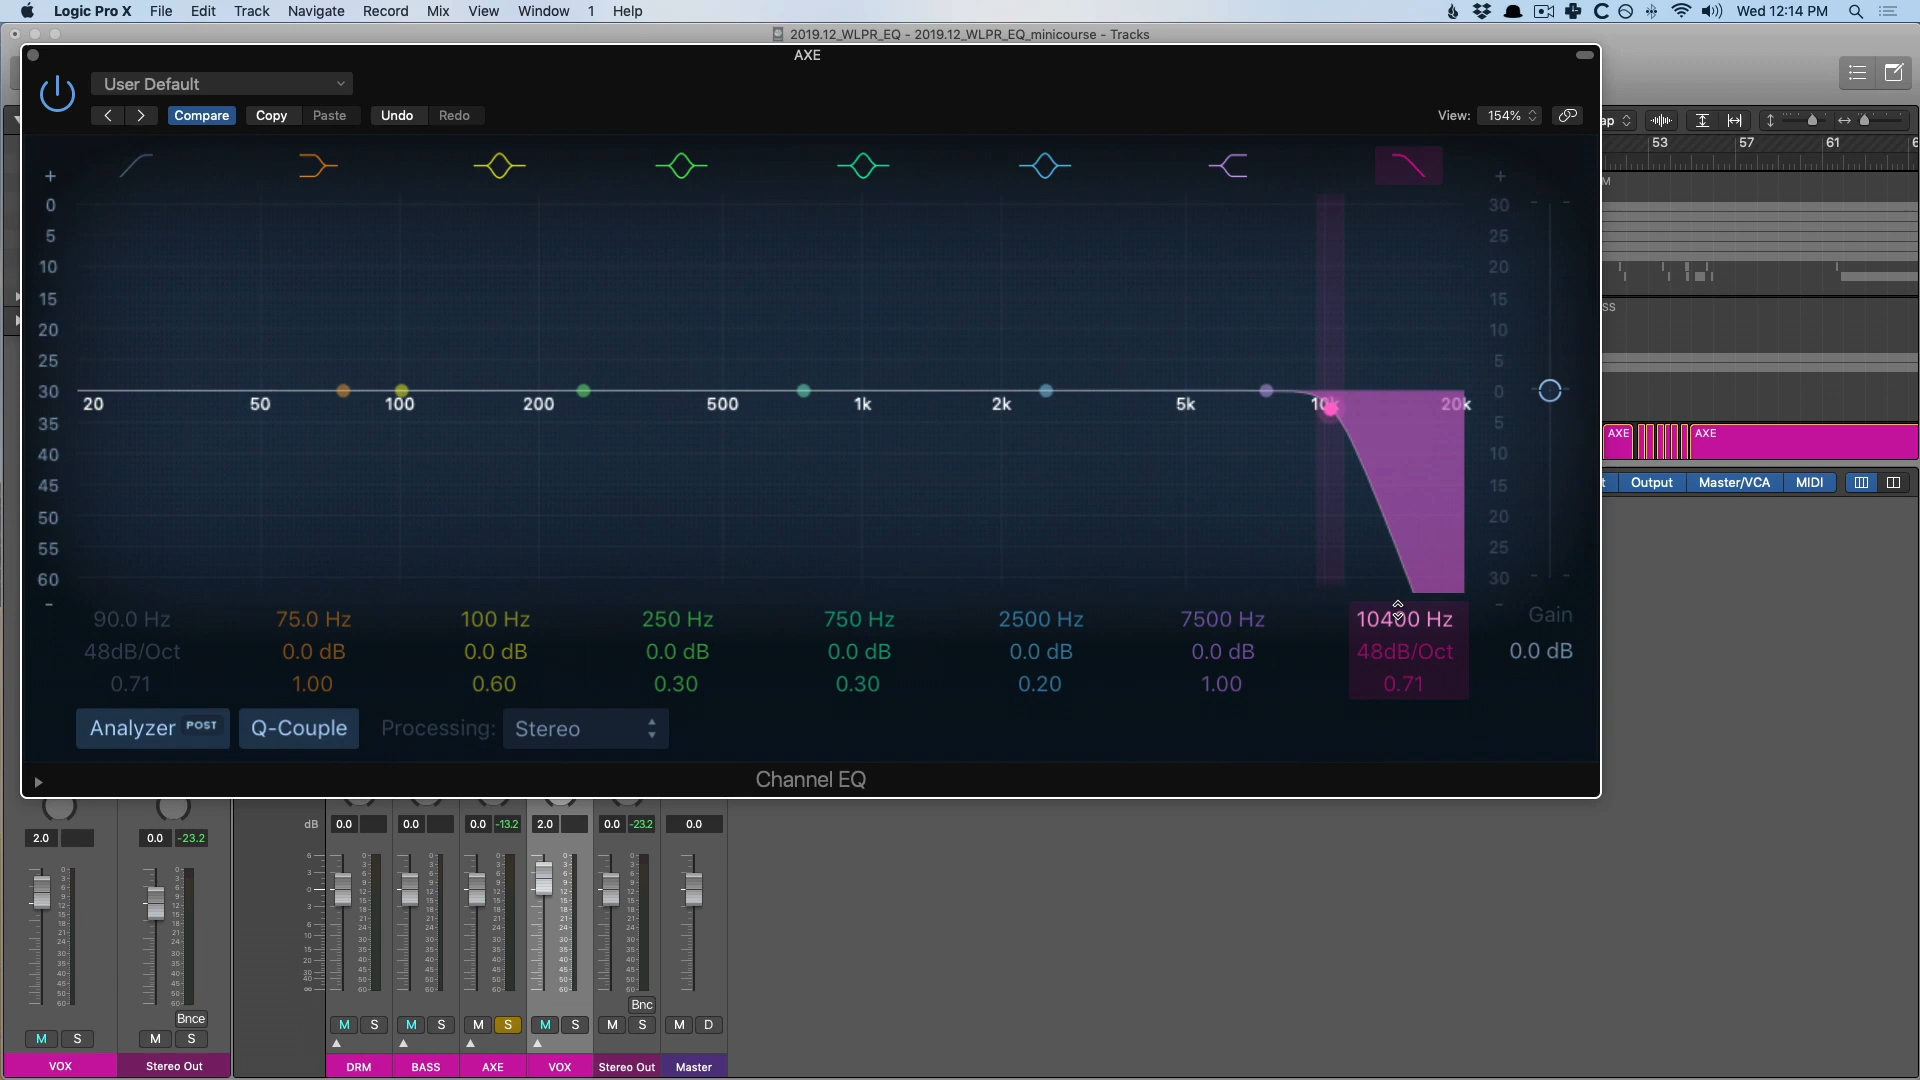 Logic Pro X File Edit Track Navigate Record Mix View Window 1 Help
Wed 12:14 PM
2019.12_WLPR_EQ - 2019.12_WLPR_EQ_minicourse - Tracks
AXE
User Default
Compare Copy Paste Undo Redo
View: 154%
53 57 61
+ +
0 30
5 25
10 20
15 15
20 10
25 5
30 0
20 50 100 200 500 1k 2k 5k 10k 20k
35 5
40 10
45 15
50 20
55 25
60 30
- -
AXE AXE
Output Master/VCA MIDI
90.0 Hz 75.0 Hz 100 Hz 250 Hz 750 Hz 2500 Hz 7500 Hz 10400 Hz Gain
48dB/Oct 0.0 dB 0.0 dB 0.0 dB 0.0 dB 0.0 dB 0.0 dB 48dB/Oct 0.0 dB
0.71 1.00 0.60 0.30 0.30 0.20 1.00 0.71
Analyzer POST Q-Couple Processing: Stereo
Channel EQ
dB 0.0 0.0 0.0 -13.2 2.0 0.0 -23.2 0.0
2.0 0.0 -23.2
Bnc
Bnce
M S M S M S M S M S M D
M S M S
VOX Stereo Out DRM BASS AXE VOX Stereo Out Master